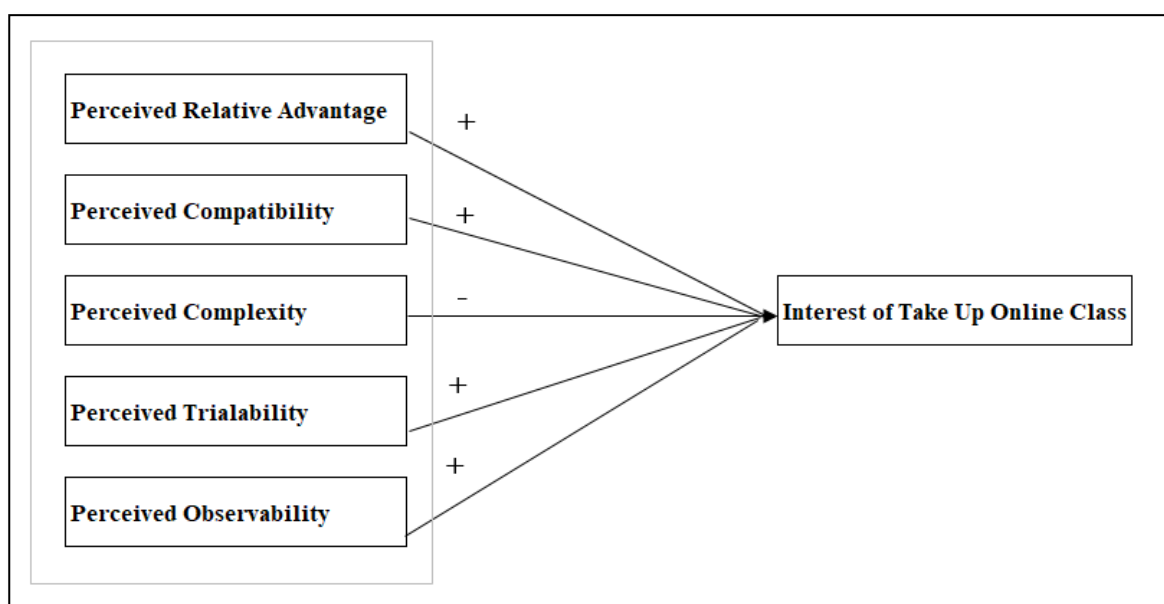 Perceived Relative Advantage
+
Perceived Compatibility
+
Perceived Complexity
-
Interest of Take Up Online Class
Perceived Trialability
+
Perceived Observability
+